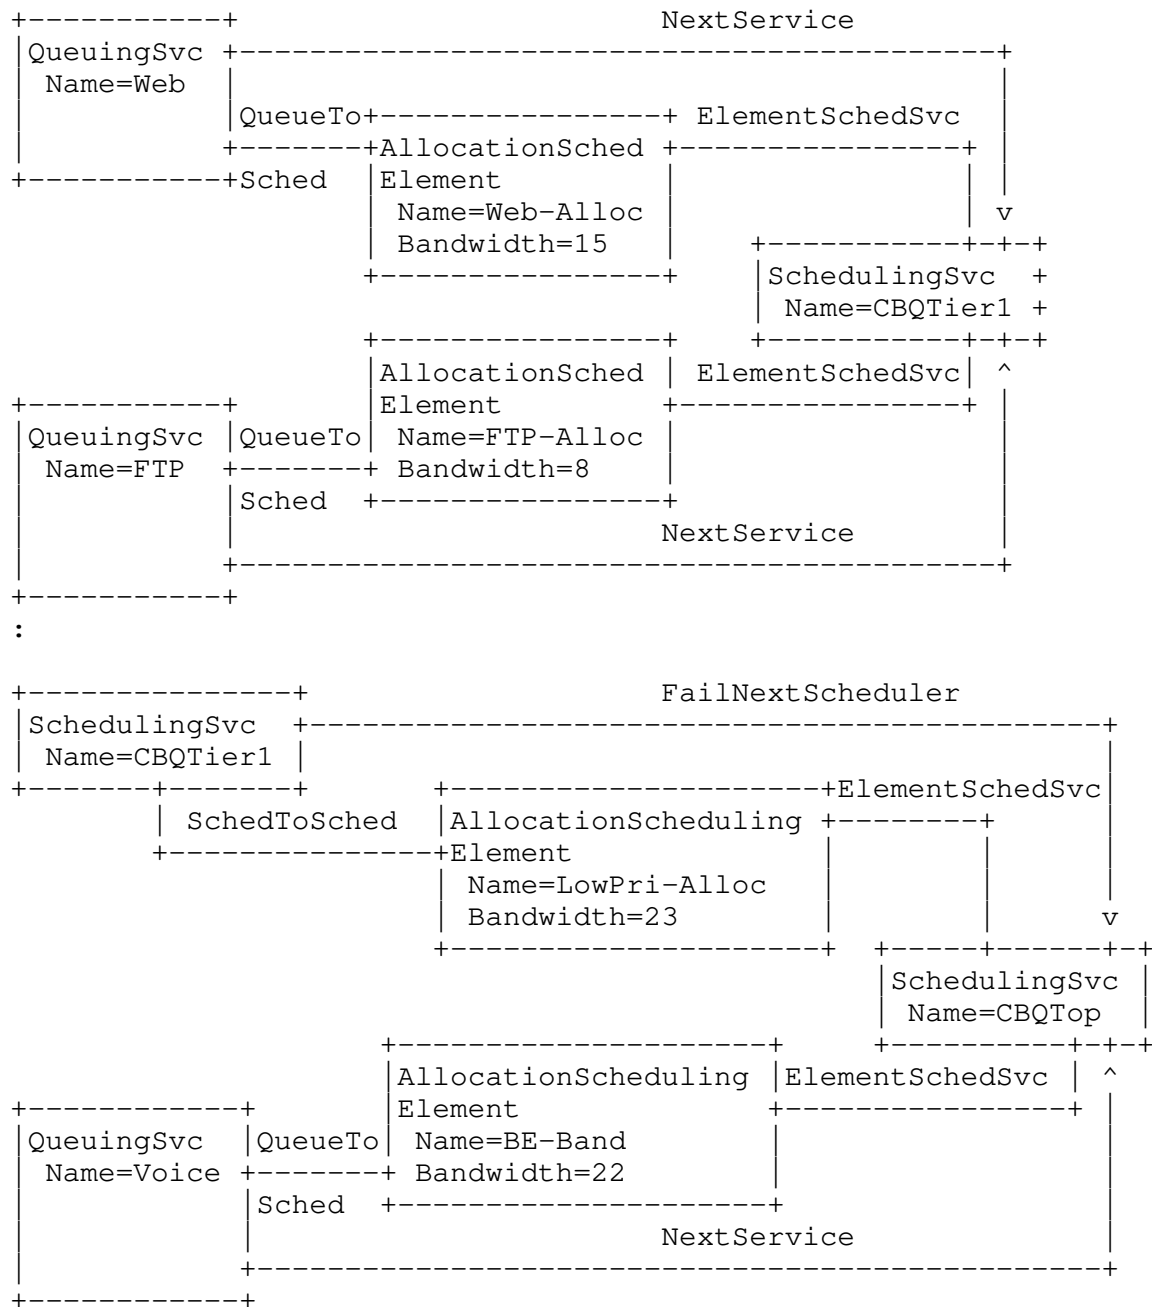 +-----------+                      NextService
|QueuingSvc +---------------------------------------+
| Name=Web  |                                       |
|           |QueueTo+---------------+ ElementSchedSvc  |
|           +-------+AllocationSched +---------------+ |
+-----------+Sched  |Element         |               | |
                    | Name=Web-Alloc |               | v
                    | Bandwidth=15   |    +-----------+-+-+
                    +---------------+    |SchedulingSvc  +
                                          | Name=CBQTier1 +
                    +----------------+    +-----------+-+-+
                    |AllocationSched | ElementSchedSvc| ^
+-----------+       |Element         +---------------+ |
|QueuingSvc |QueueTo| Name=FTP-Alloc |                 |
| Name=FTP  +-------+ Bandwidth=8    |                 |
|           |Sched  +---------------+                 |
|           |                      NextService        |
|           +---------------------------------------+
+-----------+
:
+---------------+                  FailNextScheduler
|SchedulingSvc  +-----------------------------------------+
| Name=CBQTier1 |                                         |
+-------+-------+       +--------------------+ElementSchedSvc|
        | SchedToSched  |AllocationScheduling +--------+      |
        +--------------+Element             |        |      |
                        | Name=LowPri-Alloc  |        |      |
                        | Bandwidth=23       |        |      v
                        +--------------------+  +-----+------+-+
                                                |SchedulingSvc |
                                                | Name=CBQTop  |
                     +--------------------+     +----------+-+-+
                     |AllocationScheduling |ElementSchedSvc | ^
+------------+       |Element             +---------------+ |
|QueuingSvc  |QueueTo| Name=BE-Band       |                 |
| Name=Voice +-------+ Bandwidth=22       |                 |
|            |Sched  +--------------------+                 |
|            |                     NextService              |
|            +---------------------------------------------+
+------------+